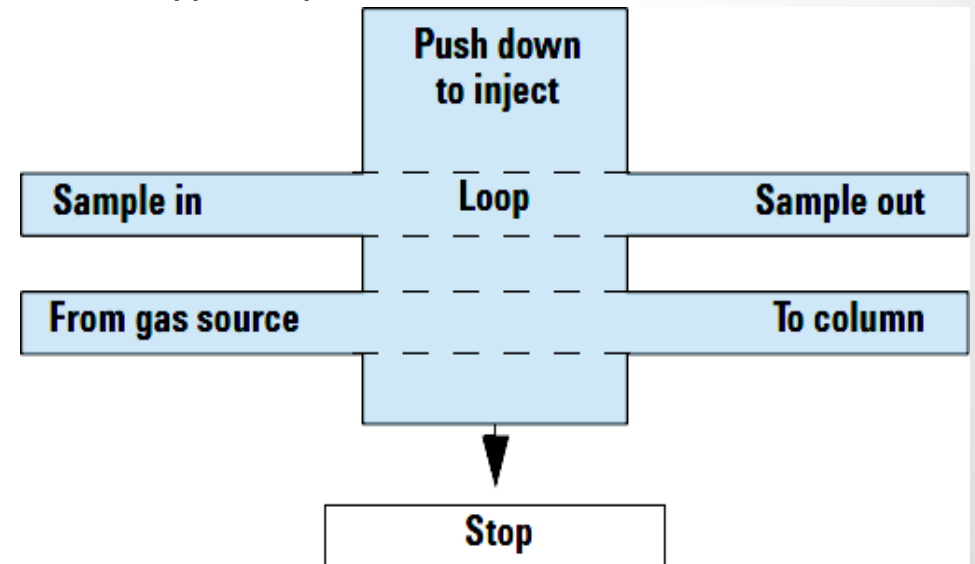 Push down
to inject
Sample in
Loop
Sample out
From gas source
To column
Stop